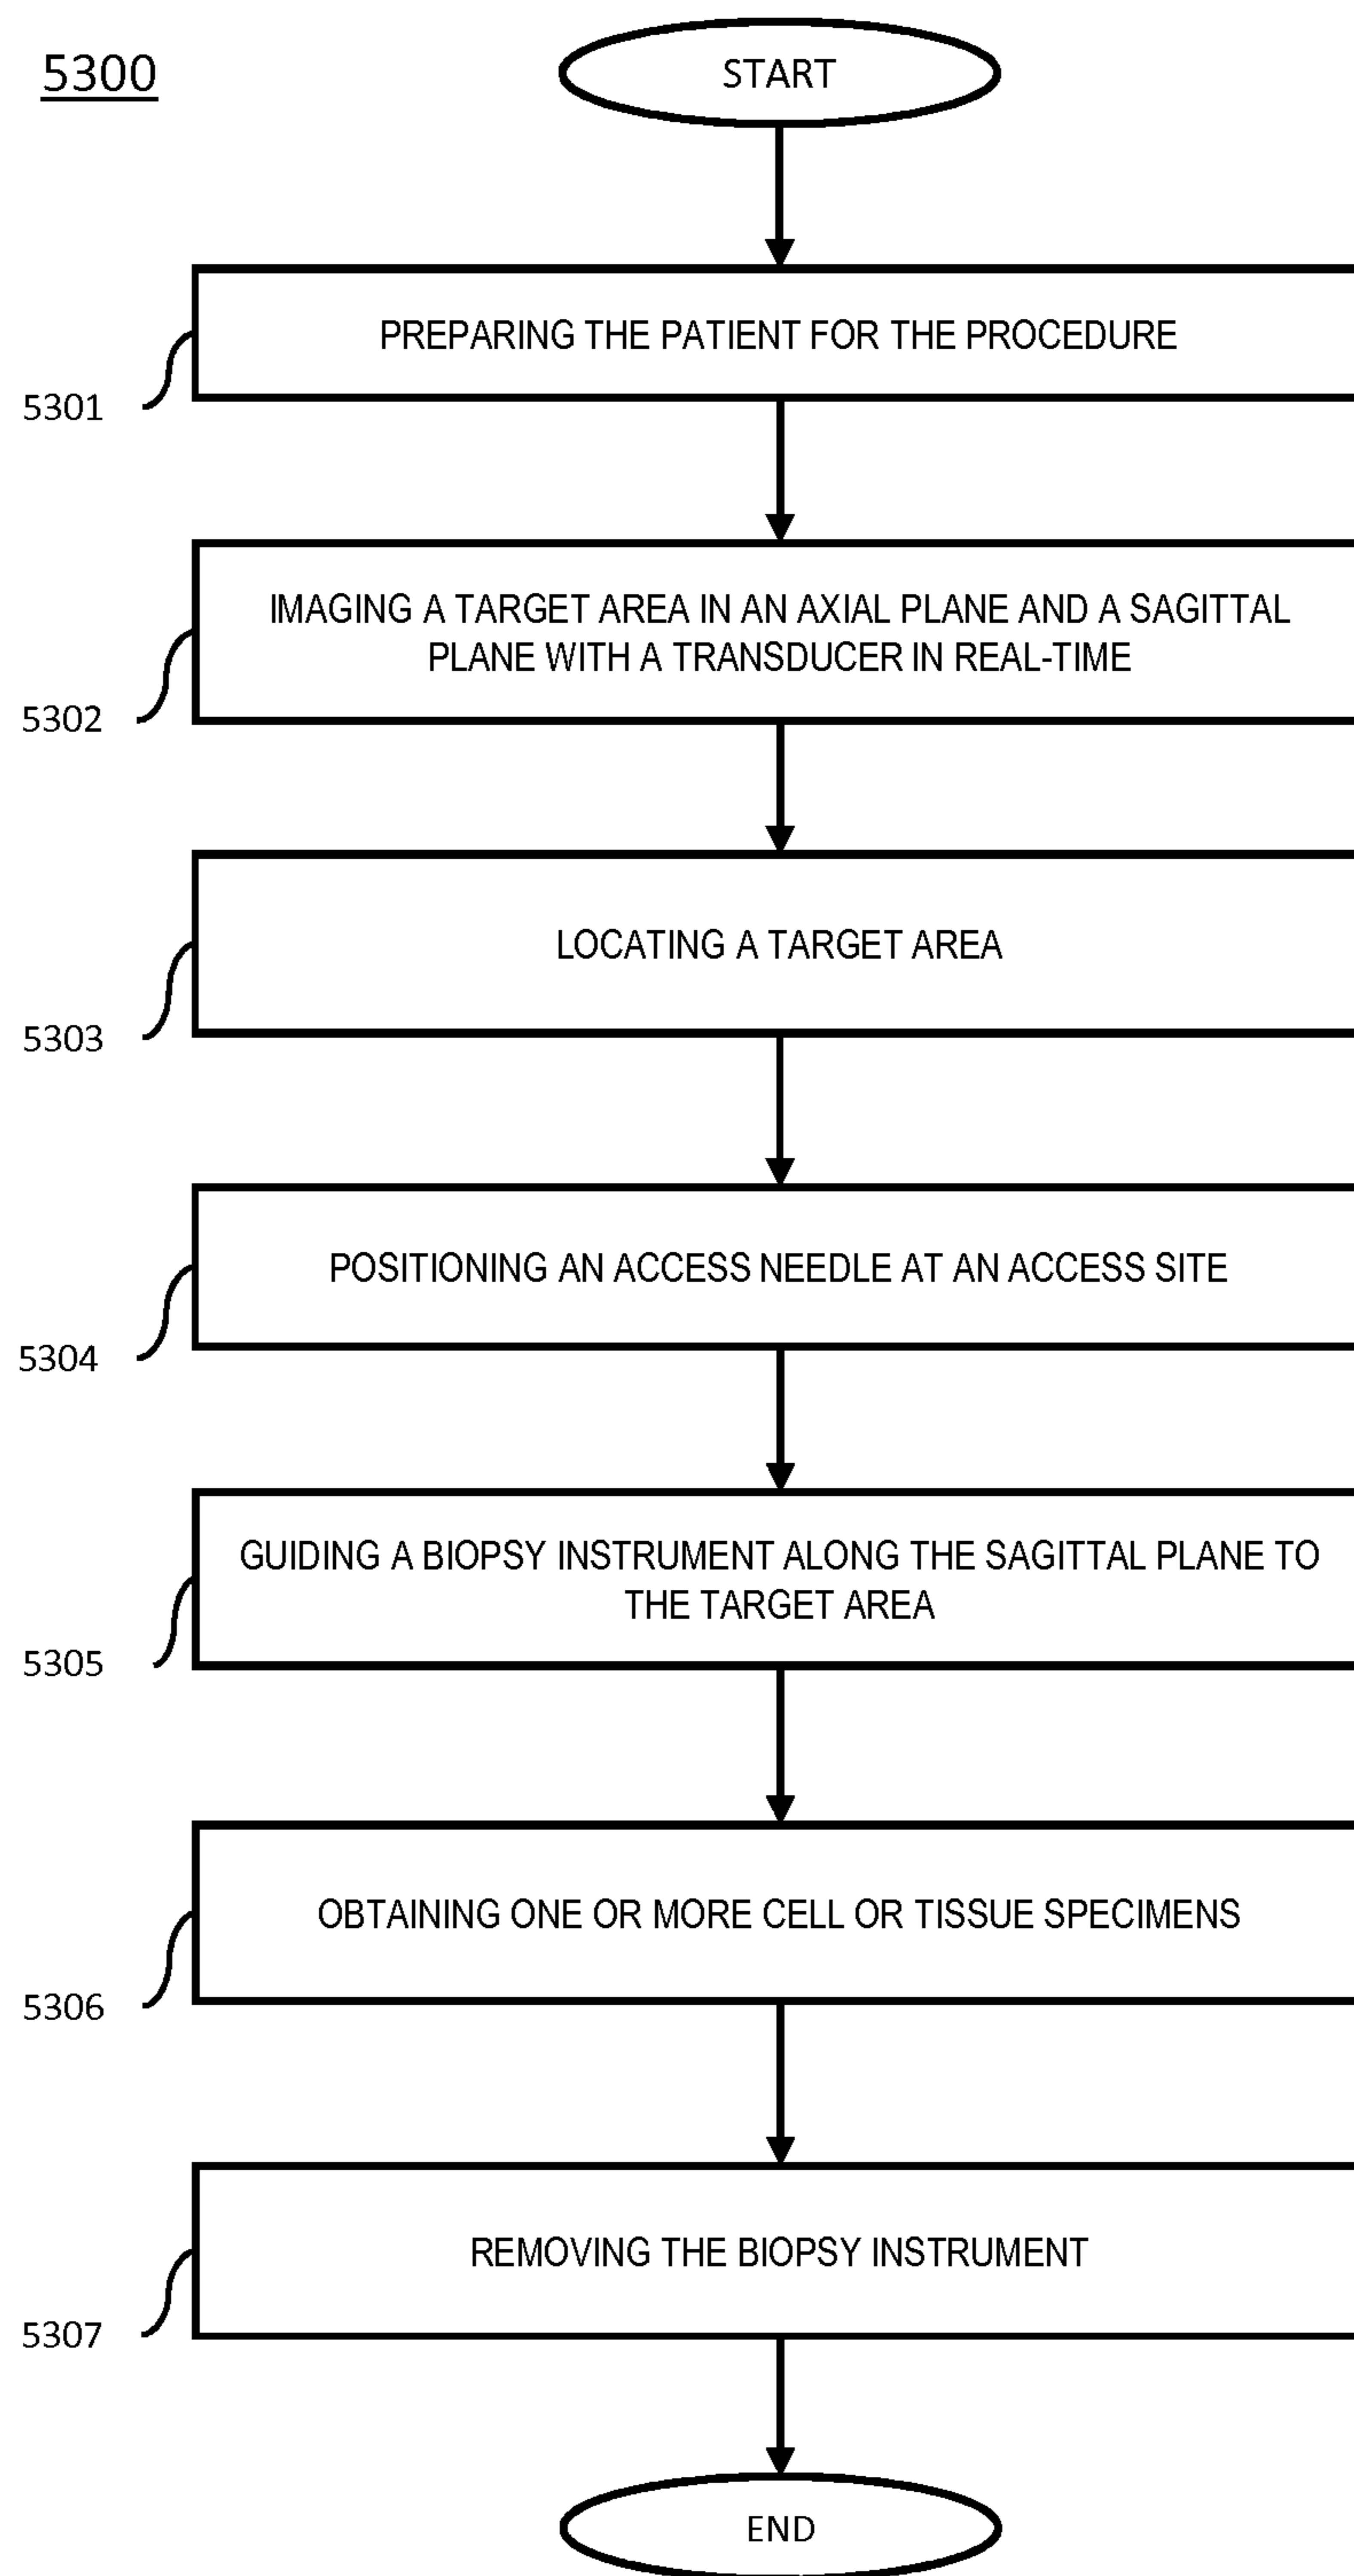 5300
START
PREPARING THE PATIENT FOR THE PROCEDURE
5301
IMAGING A TARGET AREA IN AN AXIAL PLANE AND A SAGITTAL
PLANE WITH A TRANSDUCER IN REAL-TIME
5302
LOCATING A TARGET AREA
5303
POSITIONING AN ACCESS NEEDLE AT AN ACCESS SITE
5304
GUIDING A BIOPSY INSTRUMENT ALONG THE SAGITTAL PLANE TO
THE TARGET AREA
5305
OBTAINING ONE OR MORE CELL OR TISSUE SPECIMENS
5306
REMOVING THE BIOPSY INSTRUMENT
5307
END